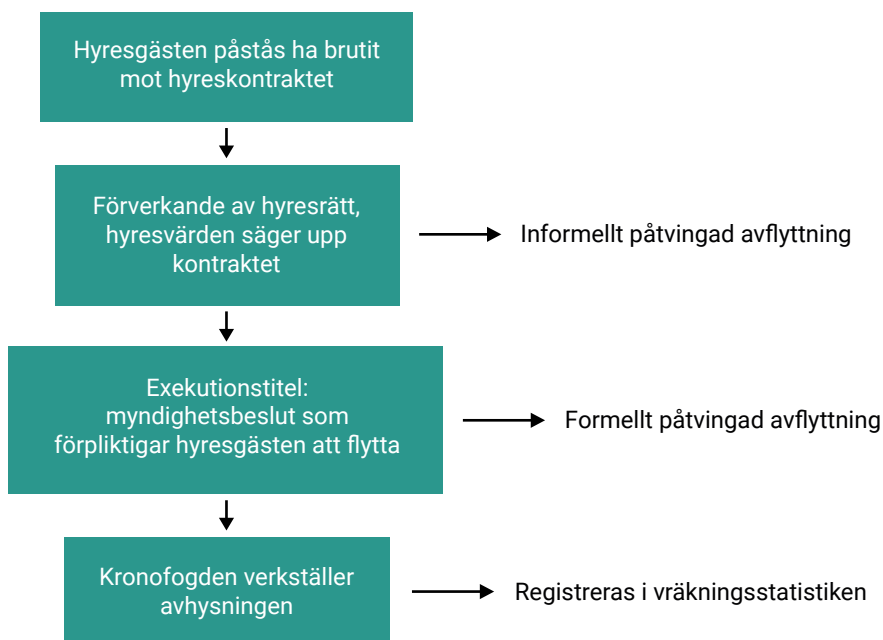 Hyresgästen påstås ha brutit
mot hyreskontraktet
Förverkande av hyresrätt,
hyresvärden säger upp
kontraktet
Informellt påtvingad avflyttning
Exekutionstitel:
myndighetsbeslut som
förpliktigar hyresgästen att flytta
Formellt påtvingad avflyttning
Kronofogden verkställer
avhysningen
Registreras i vräkningsstatistiken